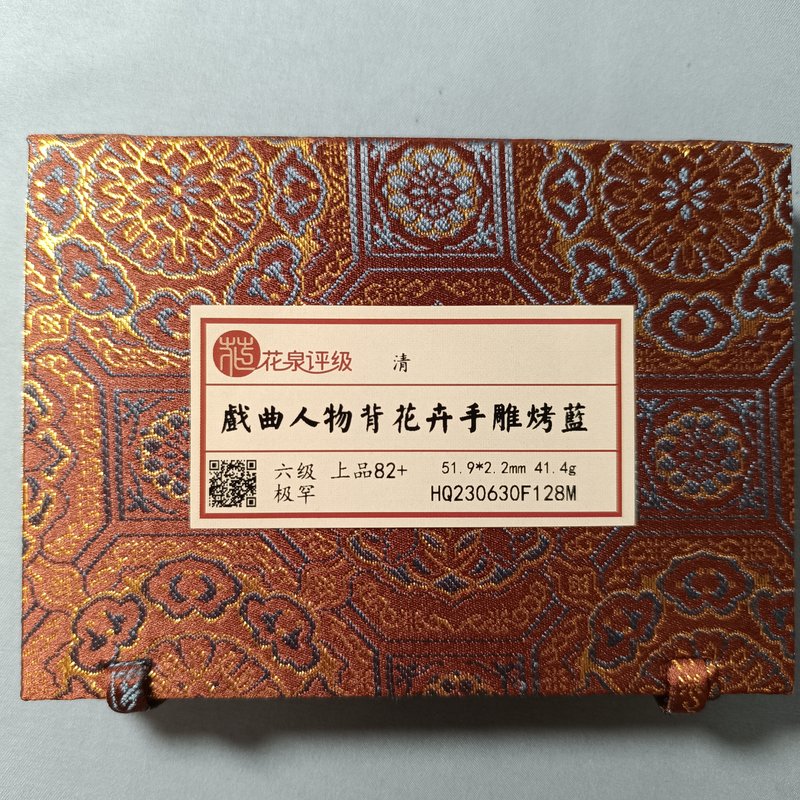 花泉评级 清
戲曲人物背花卉手雕烤藍
六级 上品82+ 51.9*2.2mm 41.4g
极罕 HQ230630F128M